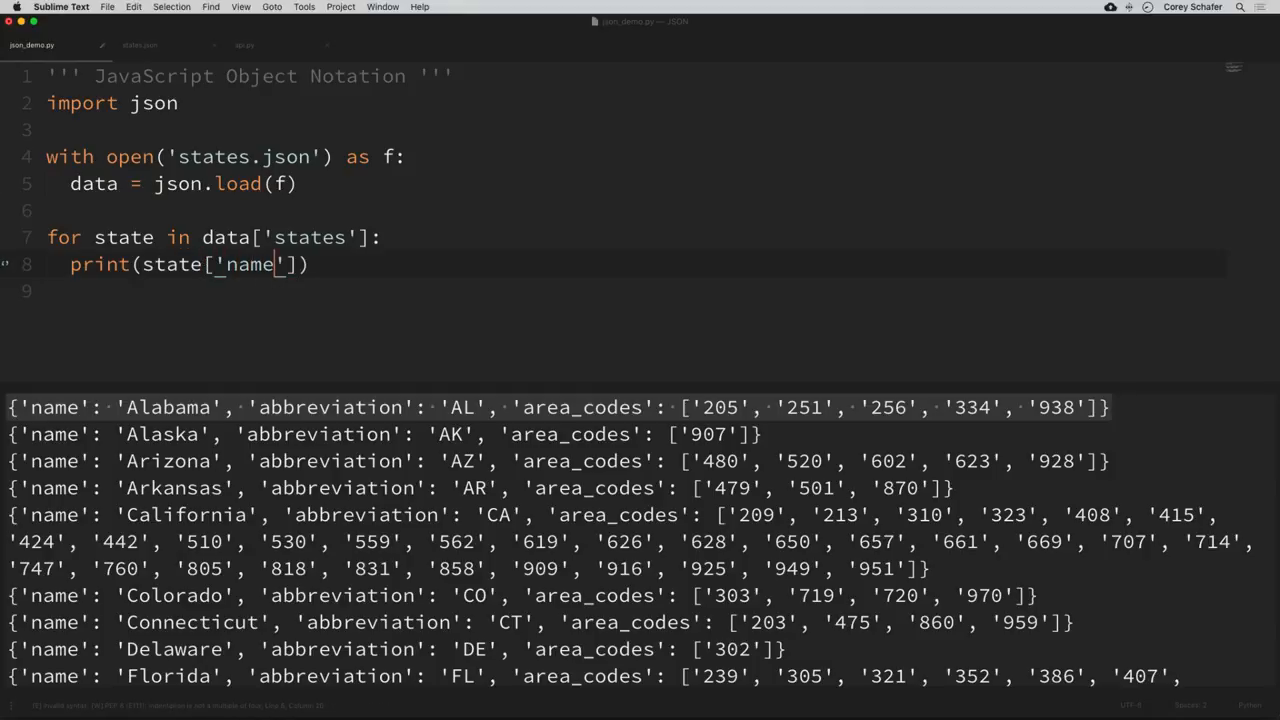 Sublime Text File Edit Selection Find View Goto Tools Project Window Help Corey Schafer
json_demo.py — JSON
json_demo.py states.json api.py
1 ''' JavaScript Object Notation '''
2 import json
3
4 with open('states.json') as f:
5 data = json.load(f)
6
7 for state in data['states']:
8 print(state['name'])
9
{'name': 'Alabama', 'abbreviation': 'AL', 'area_codes': ['205', '251', '256', '334', '938']}
{'name': 'Alaska', 'abbreviation': 'AK', 'area_codes': ['907']}
{'name': 'Arizona', 'abbreviation': 'AZ', 'area_codes': ['480', '520', '602', '623', '928']}
{'name': 'Arkansas', 'abbreviation': 'AR', 'area_codes': ['479', '501', '870']}
{'name': 'California', 'abbreviation': 'CA', 'area_codes': ['209', '213', '310', '323', '408', '415',
'424', '442', '510', '530', '559', '562', '619', '626', '628', '650', '657', '661', '669', '707', '714',
'747', '760', '805', '818', '831', '858', '909', '916', '925', '949', '951']}
{'name': 'Colorado', 'abbreviation': 'CO', 'area_codes': ['303', '719', '720', '970']}
{'name': 'Connecticut', 'abbreviation': 'CT', 'area_codes': ['203', '475', '860', '959']}
{'name': 'Delaware', 'abbreviation': 'DE', 'area_codes': ['302']}
{'name': 'Florida', 'abbreviation': 'FL', 'area_codes': ['239', '305', '321', '352', '386', '407',
UTF-8 Spaces: 2 Python